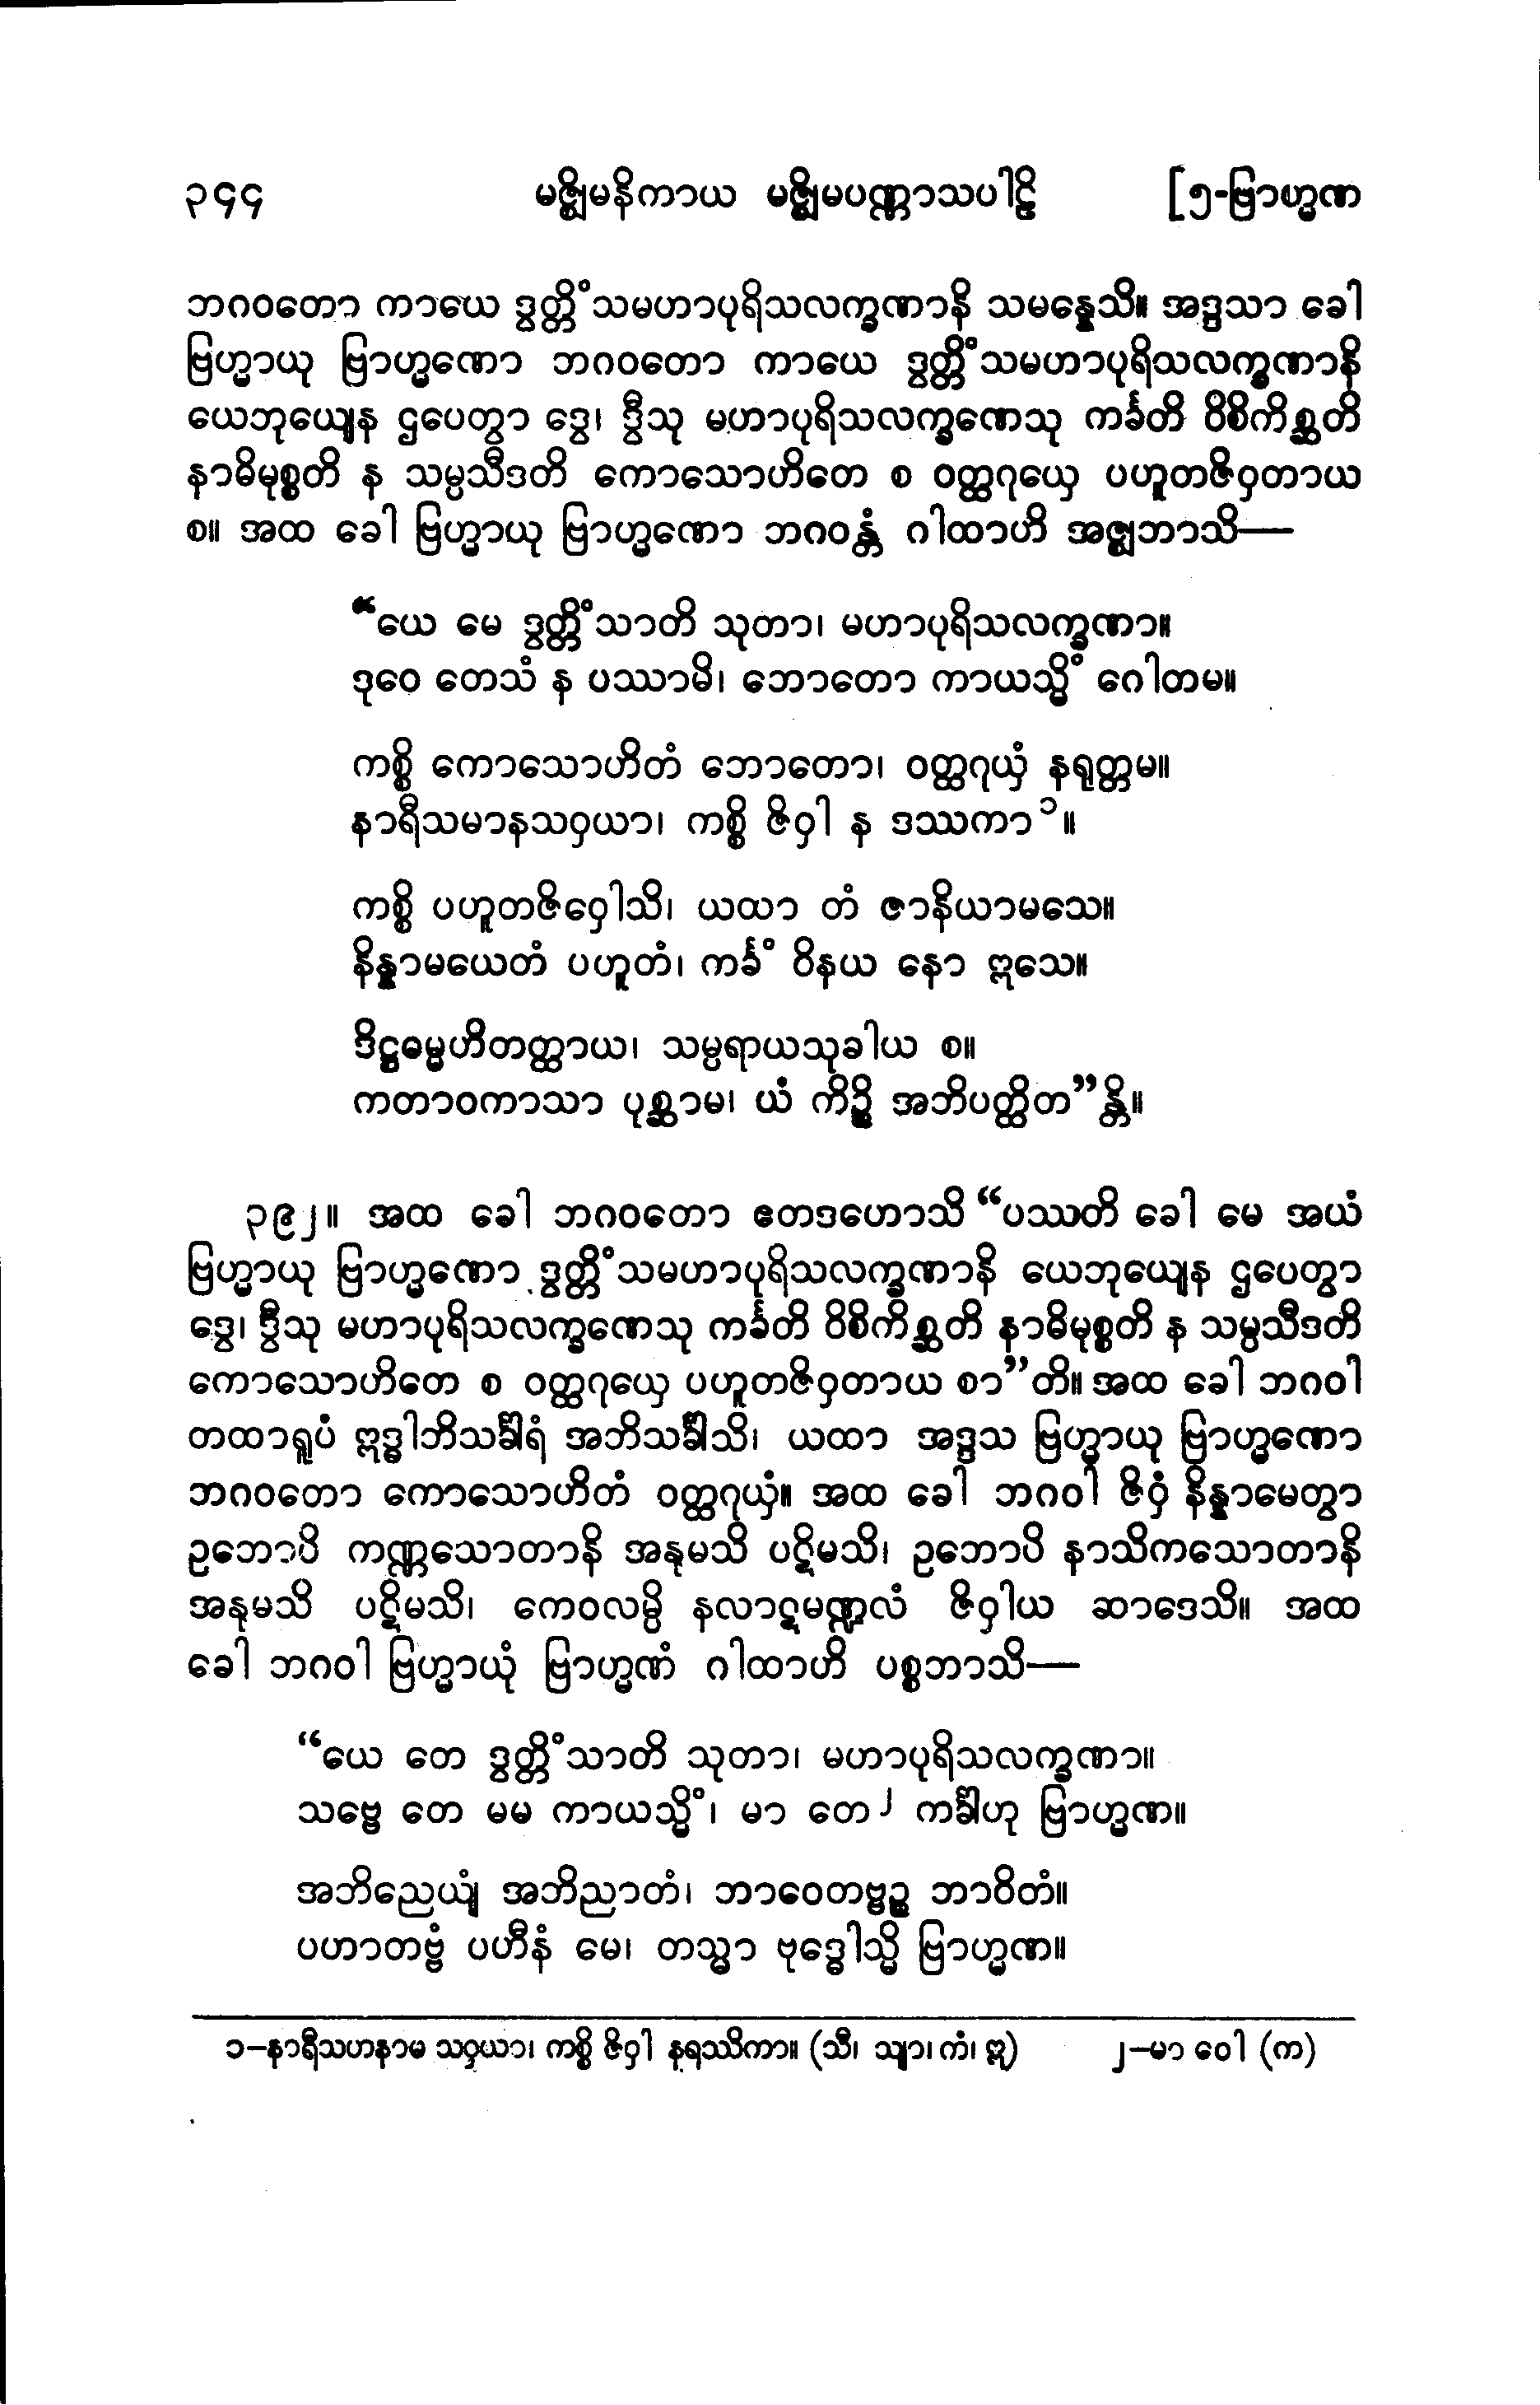 ၃၄၄ မဇ္ဈိမနိကာယ မဇ္ဈိမပဏ္ဏာသပါဠိ [၅-ဗြာဟ္မဏ
ဘဂဝတော ကာယေ ဒွတ္တိံသမဟာပုရိသလက္ခဏာနိ သမန္နေသိ။ အဒ္ဒသာ ခေါ
ဗြဟ္မာယု ဗြာဟ္မဏော ဘဂဝတော ကာယေ ဒွတ္တိံသမဟာပုရိသလက္ခဏာနိ
ယေဘုယျေန ဌပေတွာ ဒွေ၊ ဒွီသု မဟာပုရိသလက္ခဏေသု ကင်္ခတိ ဝိစိကိစ္ဆတိ
နာဓိမုစ္စတိ န သမ္ပသီဒတိ ကောသောဟိတေ စ ဝတ္ထဂုယှေ ပဟူတဇိဝှတာယ
စ။ အထ ခေါ ဗြဟ္မာယု ဗြာဟ္မဏော ဘဂဝန္တံ ဂါထာဟိ အဇ္ဈဘာသိ—
“ယေ မေ ဒွတ္တိံသာတိ သုတာ၊ မဟာပုရိသလက္ခဏာ။
ဒုဝေ တေသံ န ပဿာမိ၊ ဘောတော ကာယသ္မိံ ဂေါတမ။
ကစ္စိ ကောသောဟိတံ ဘောတော၊ ဝတ္ထဂုယှံ နရုတ္တမ။
နာရီသမာနသဝှယာ၊ ကစ္စိ ဇိဝှါ န ဒဿကာ၁။
ကစ္စိ ပဟူတဇိဝှေါသိ၊ ယထာ တံ ဇာနိယာမသေ။
နိန္နာမယေတံ ပဟူတံ၊ ကင်္ခံ ဝိနယ နော ဣသေ။
ဒိဋ္ဌဓမ္မဟိတတ္ထာယ၊ သမ္ပရာယသုခါယ စ။
ကတာဝကာသာ ပုစ္ဆာမ၊ ယံ ကိဉ္စိ အဘိပတ္ထိတ”န္တိ။
၃၉၂။ အထ ခေါ ဘဂဝတော ဧတဒဟောသိ “ပဿတိ ခေါ မေ အယံ
ဗြဟ္မာယု ဗြာဟ္မဏော ဒွတ္တိံသမဟာပုရိသလက္ခဏာနိ ယေဘုယျေန ဌပေတွာ
ဒွေ၊ ဒွီသု မဟာပုရိသလက္ခဏေသု ကင်္ခတိ ဝိစိကိစ္ဆတိ နာဓိမုစ္စတိ န သမ္ပသီဒတိ
ကောသောဟိတေ စ ဝတ္ထဂုယှေ ပဟူတဇိဝှတာယ စာ”တိ။ အထ ခေါ ဘဂဝါ
တထာရူပံ ဣဒ္ဓါဘိသင်္ခါရံ အဘိသင်္ခါသိ၊ ယထာ အဒ္ဒသ ဗြဟ္မာယု ဗြာဟ္မဏော
ဘဂဝတော ကောသောဟိတံ ဝတ္ထဂုယှံ။ အထ ခေါ ဘဂဝါ ဇိဝှံ နိန္နာမေတွာ
ဥဘောပိ ကဏ္ဏသောတာနိ အနုမသိ ပဋိမသိ၊ ဥဘောပိ နာသိကသောတာနိ
အနုမသိ ပဋိမသိ၊ ကေဝလမ္ပိ နလာဋမဏ္ဍလံ ဇိဝှါယ ဆာဒေသိ။ အထ
ခေါ ဘဂဝါ ဗြဟ္မာယုံ ဗြာဟ္မဏံ ဂါထာဟိ ပစ္စဘာသိ—
“ယေ တေ ဒွတ္တိံသာတိ သုတာ၊ မဟာပုရိသလက္ခဏာ။
သဗ္ဗေ တေ မမ ကာယသ္မိံ၊ မာ တေ၂ ကင်္ခါဟု ဗြာဟ္မဏ။
အဘိညေယျံ အဘိညာတံ၊ ဘာဝေတဗ္ဗဉ္စ ဘာဝိတံ။
ပဟာတဗ္ဗံ ပဟီနံ မေ၊ တသ္မာ ဗုဒ္ဓေါသ္မိ ဗြာဟ္မဏ။
၁–နာရီသဟနာမ သဝှယာ၊ ကစ္စိ ဇိဝှါ နရဿိကာ။ (သီ၊ သျာ၊ ကံ၊ ဣ) ၂–မာ ဝေါ (က)